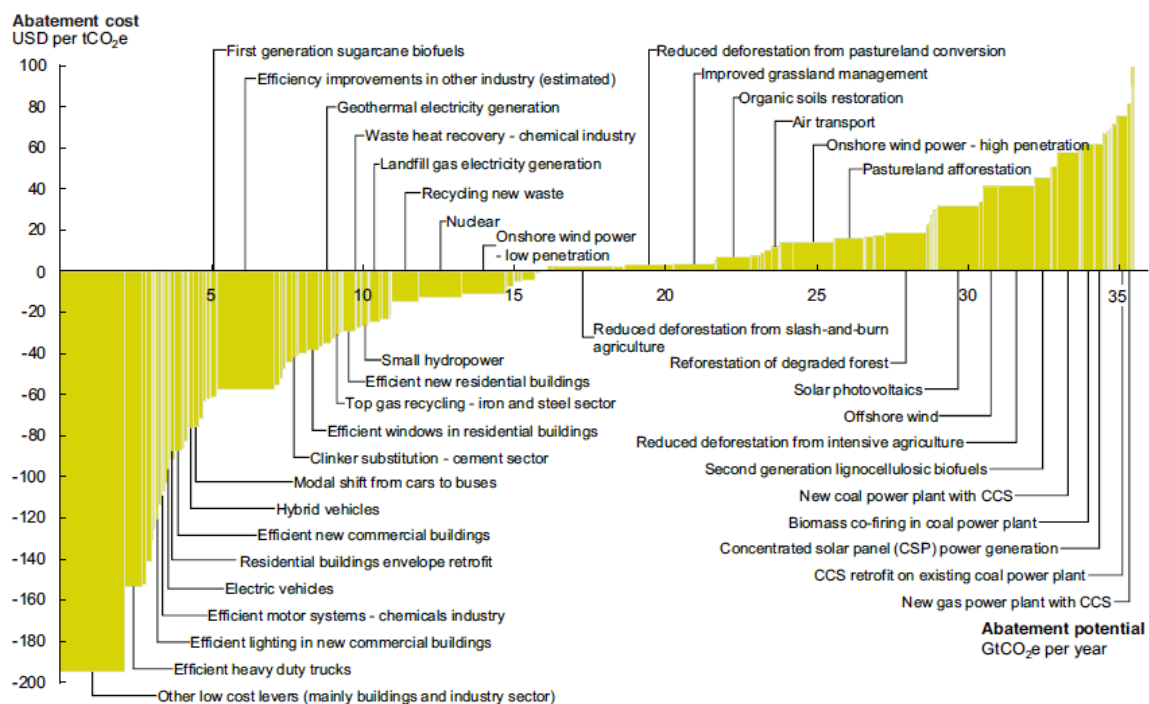 Abatement cost
USD per tCO2e
100
80
60
40
20
0
-20
-40
-60
-80
-100
-120
-140
-160
-180
-200
5
10
15
20
25
30
35
First generation sugarcane biofuels
Efficiency improvements in other industry (estimated)
Geothermal electricity generation
Waste heat recovery - chemical industry
Landfill gas electricity generation
Recycling new waste
Nuclear
Onshore wind power
- low penetration
Reduced deforestation from pastureland conversion
Improved grassland management
Organic soils restoration
Air transport
Onshore wind power - high penetration
Pastureland afforestation
Small hydropower
Efficient new residential buildings
Top gas recycling - iron and steel sector
Efficient windows in residential buildings
Clinker substitution - cement sector
Modal shift from cars to buses
Hybrid vehicles
Efficient new commercial buildings
Residential buildings envelope retrofit
Electric vehicles
Efficient motor systems - chemicals industry
Efficient lighting in new commercial buildings
Efficient heavy duty trucks
Other low cost levers (mainly buildings and industry sector)
Reduced deforestation from slash-and-burn
agriculture
Reforestation of degraded forest
Solar photovoltaics
Offshore wind
Reduced deforestation from intensive agriculture
Second generation lignocellulosic biofuels
New coal power plant with CCS
Biomass co-firing in coal power plant
Concentrated solar panel (CSP) power generation
CCS retrofit on existing coal power plant
New gas power plant with CCS
Abatement potential
GtCO2e per year